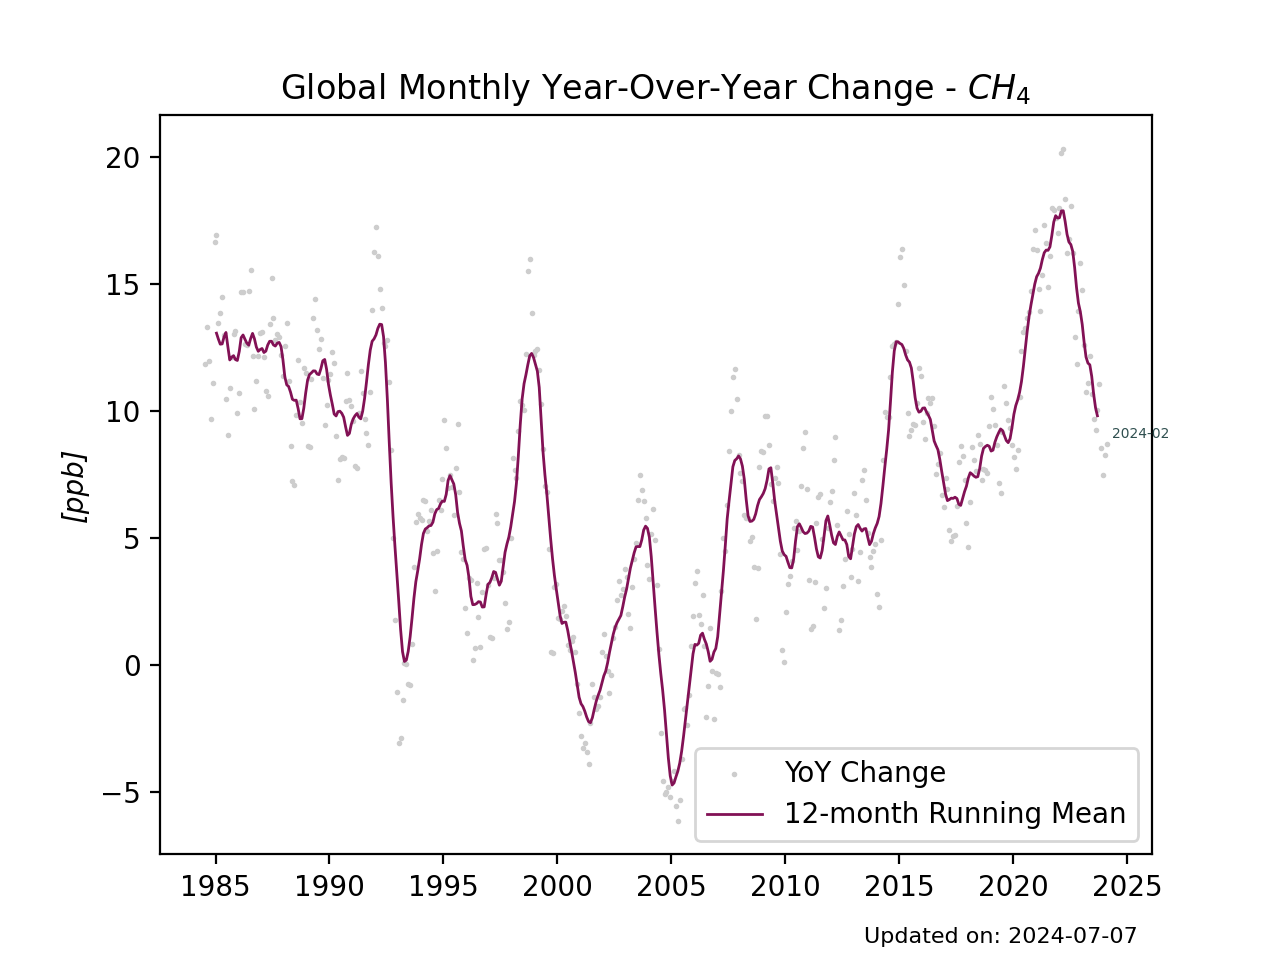 Global Monthly Year-Over-Year Change - CH₄
20
15
10
5
0
−5
[ppb]
2024-02
YoY Change
12-month Running Mean
1985 1990 1995 2000 2005 2010 2015 2020 2025
Updated on: 2024-07-07